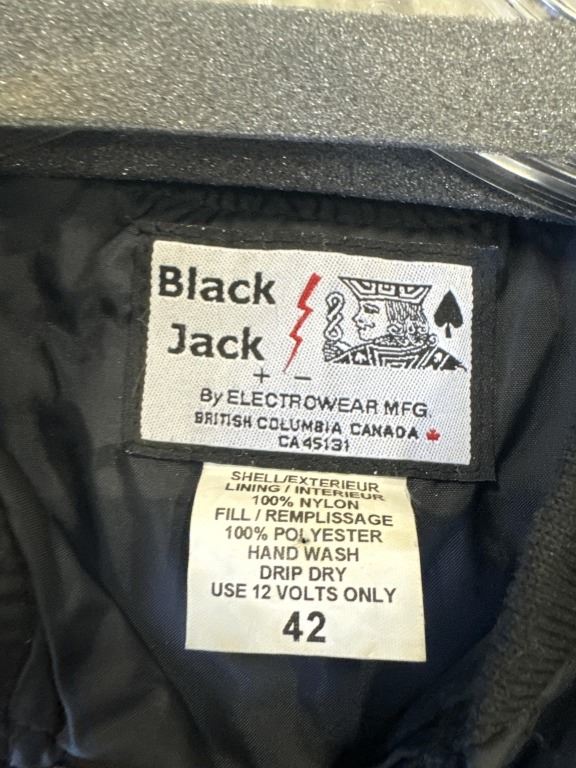 Black
Jack
+ −
By ELECTROWEAR MFG.
BRITISH COLUMBIA CANADA
CA 45131
SHELL/EXTERIEUR
LINING / INTERIEUR
100% NYLON
FILL / REMPLISSAGE
100% POLYESTER
HAND WASH
DRIP DRY
USE 12 VOLTS ONLY
42